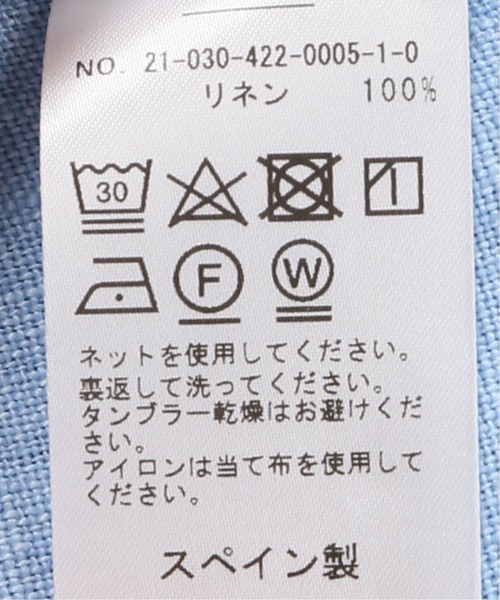 NO. 21-030-422-0005-1-0
リネン 100%
30
F W
ネットを使用してください。
裏返して洗ってください。
タンブラー乾燥はお避けくだ
さい。
アイロンは当て布を使用して
ください。
スペイン製